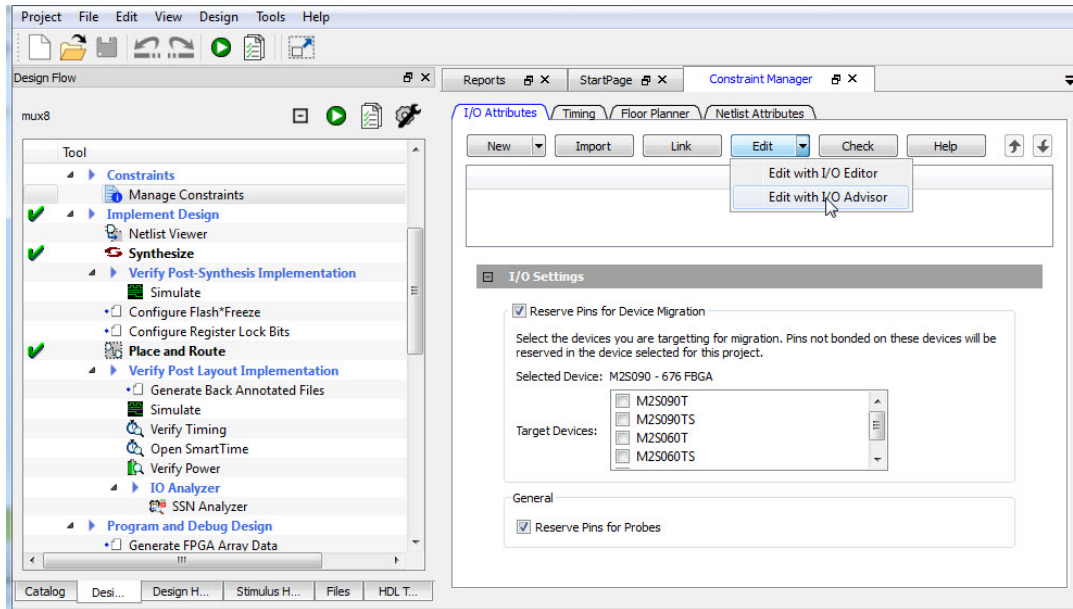 Project File Edit View Design Tools Help
Design Flow
Reports StartPage Constraint Manager
mux8
I/O Attributes Timing Floor Planner Netlist Attributes
New Import Link Edit Check Help
Edit with I/O Editor
Edit with I/O Advisor
Tool
Constraints
Manage Constraints
Implement Design
Netlist Viewer
Synthesize
Verify Post-Synthesis Implementation
Simulate
Configure Flash*Freeze
Configure Register Lock Bits
Place and Route
Verify Post Layout Implementation
Generate Back Annotated Files
Simulate
Verify Timing
Open SmartTime
Verify Power
IO Analyzer
SSN Analyzer
Program and Debug Design
Generate FPGA Array Data
I/O Settings
Reserve Pins for Device Migration
Select the devices you are targetting for migration. Pins not bonded on these devices will be
reserved in the device selected for this project.
Selected Device: M2S090 - 676 FBGA
Target Devices:
M2S090T
M2S090TS
M2S060T
M2S060TS
General
Reserve Pins for Probes
Catalog Desi... Design H... Stimulus H... Files HDL T...